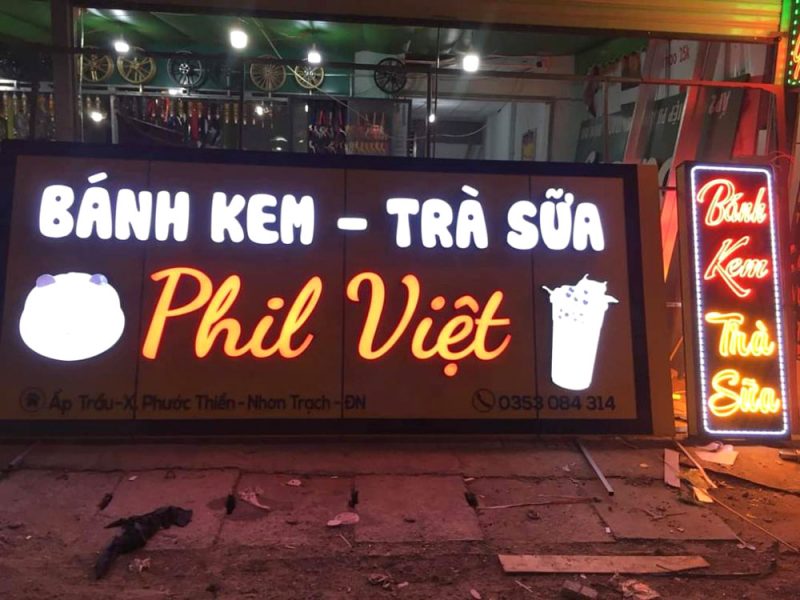 BÁNH KEM - TRÀ SỮA
Phil Việt
Ấp Trầu - X. Phước Thiền - Nhơn Trạch - ĐN
0353 084 314
Bánh
Kem
Trà
Sữa